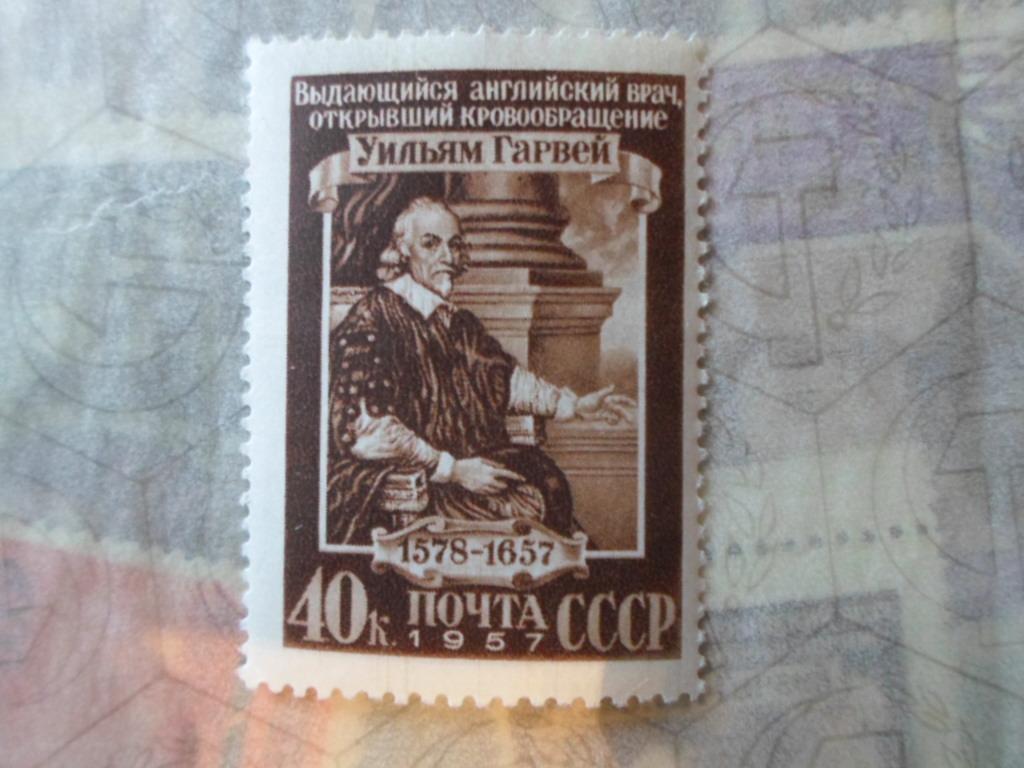 Выдающийся английский врач,
открывший кровообращение
Уильям Гарвей
1578-1657
40к. ПОЧТА СССР
1957